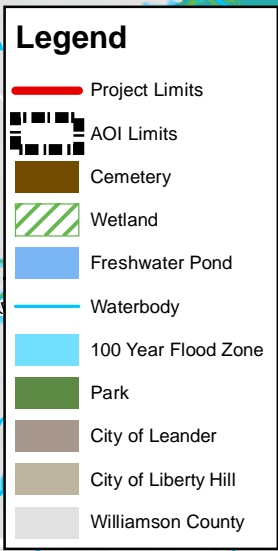 Legend
Project Limits
AOI Limits
Cemetery
Wetland
Freshwater Pond
Waterbody
100 Year Flood Zone
Park
City of Leander
City of Liberty Hill
Williamson County